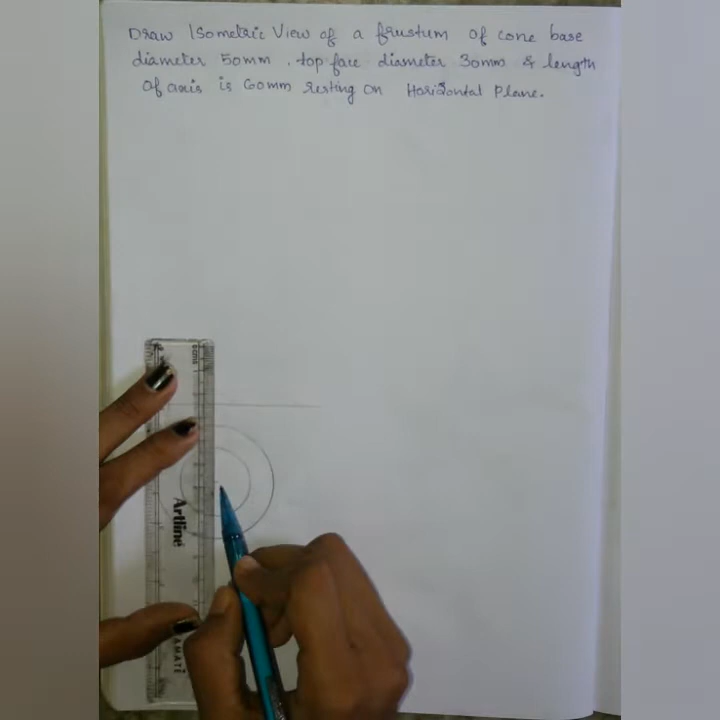 Draw Isometric View of a frustum of cone base
diameter 50mm, top face diameter 30mm & length
of axis is 60mm resting on Horizontal Plane.
Artline